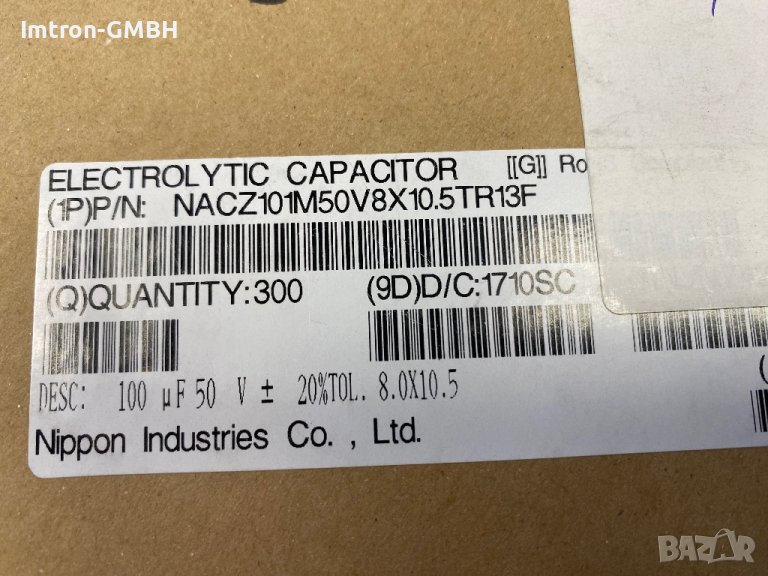 Imtron-GMBH
ELECTROLYTIC CAPACITOR [[G]] Ro
(1P)P/N: NACZ101M50V8X10.5TR13F
(Q)QUANTITY:300 (9D)D/C:1710SC
DESC: 100 µF 50 V ± 20%TOL. 8.0X10.5
Nippon Industries Co. , Ltd.
BAZAR